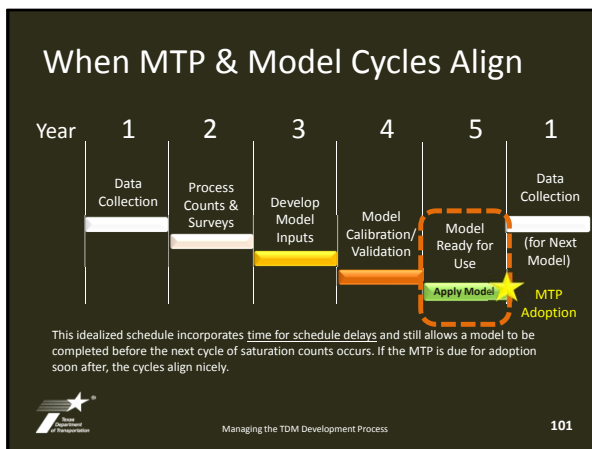 When MTP & Model Cycles Align
Year 1 2 3 4 5 1
Data
Collection
Process
Counts &
Surveys
Develop
Model
Inputs
Model
Calibration/
Validation
Model
Ready for
Use
Apply Model
Data
Collection
(for Next
Model)
MTP
Adoption
This idealized schedule incorporates time for schedule delays and still allows a model to be
completed before the next cycle of saturation counts occurs. If the MTP is due for adoption
soon after, the cycles align nicely.
®
Texas
Department
of Transportation
Managing the TDM Development Process
101